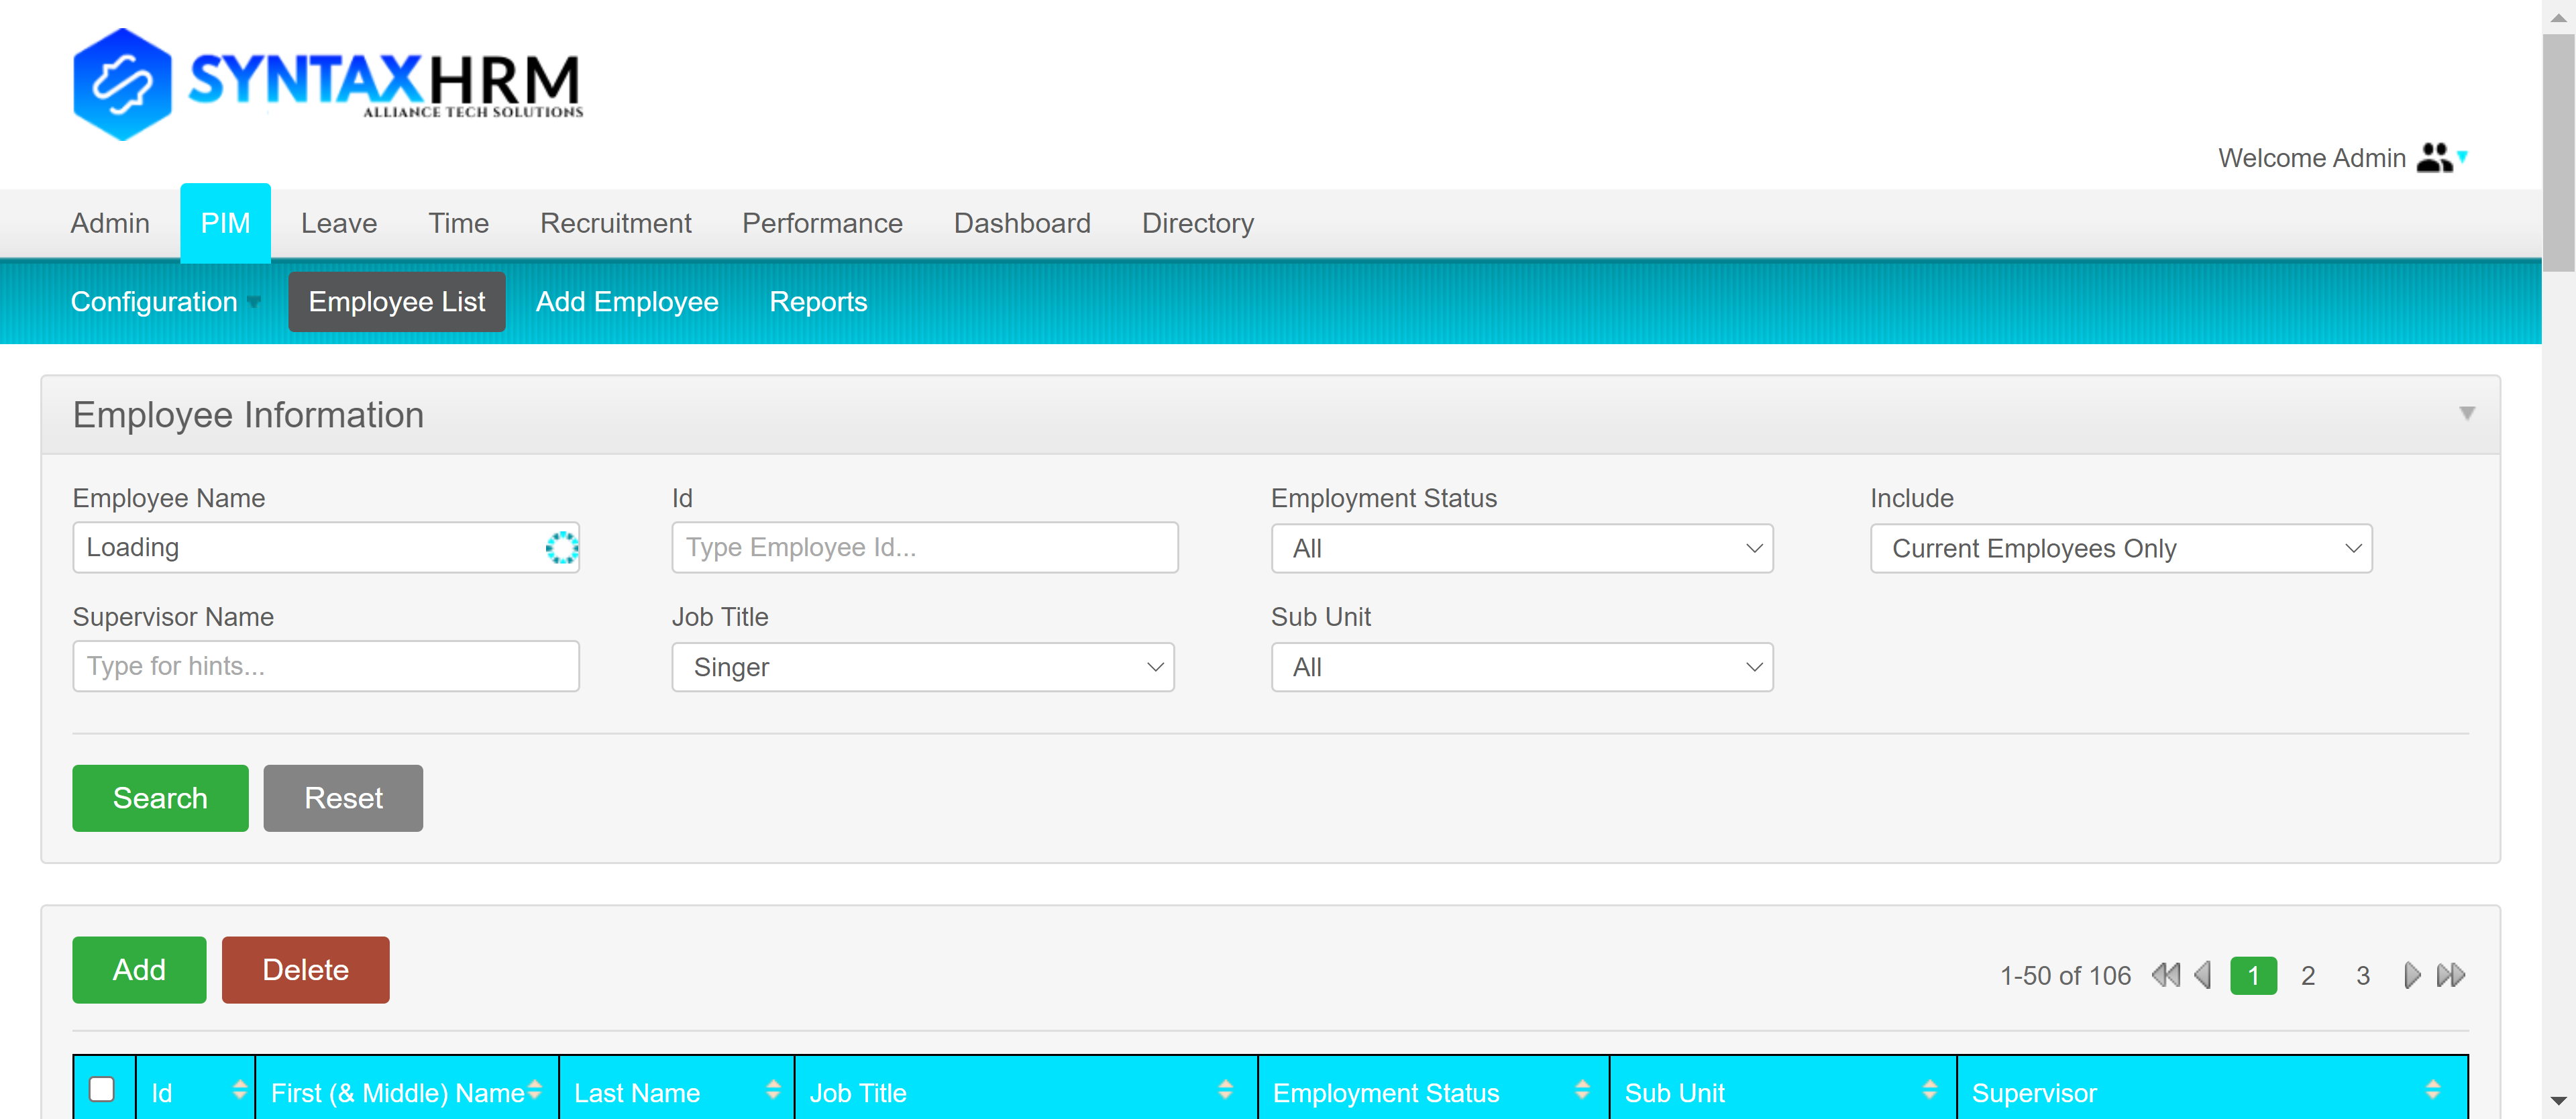 SYNTAXHRM
ALLIANCE TECH SOLUTIONS
Welcome Admin
Admin PIM Leave Time Recruitment Performance Dashboard Directory
Configuration Employee List Add Employee Reports
Employee Information
Employee Name Id Employment Status Include
Loading Type Employee Id... All Current Employees Only
Supervisor Name Job Title Sub Unit
Type for hints... Singer All
Search Reset
Add Delete 1-50 of 106 1 2 3
Id First (& Middle) Name Last Name Job Title Employment Status Sub Unit Supervisor